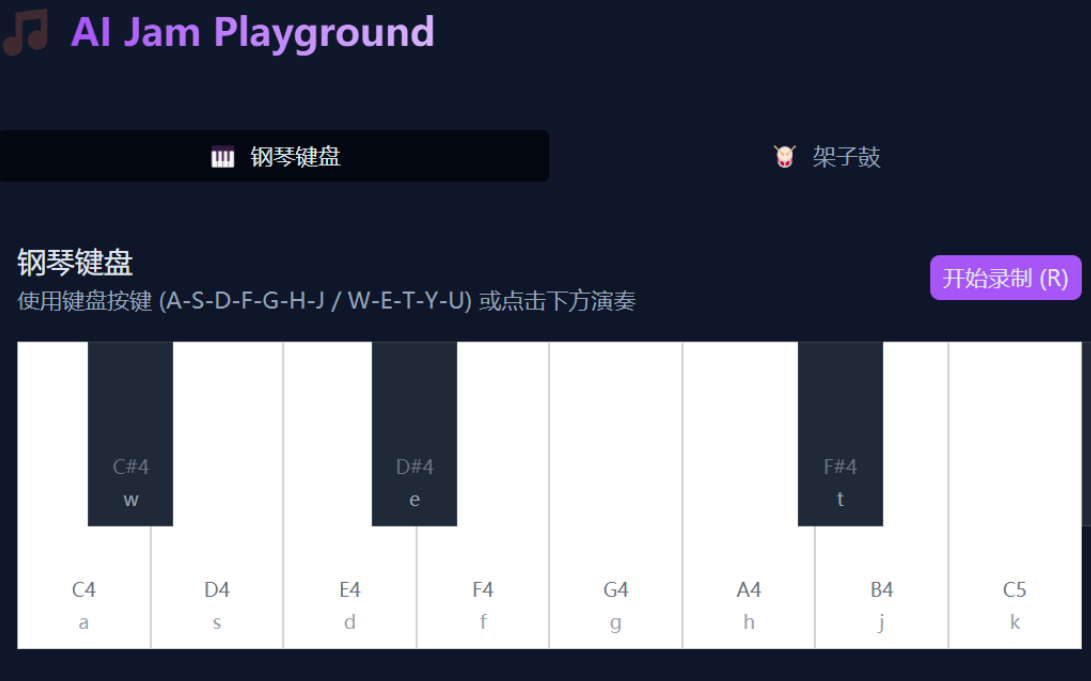 AI Jam Playground
钢琴键盘
架子鼓
钢琴键盘
使用键盘按键 (A-S-D-F-G-H-J / W-E-T-Y-U) 或点击下方演奏
开始录制 (R)
C#4 D#4 F#4
w e t
C4 D4 E4 F4 G4 A4 B4 C5
a s d f g h j k